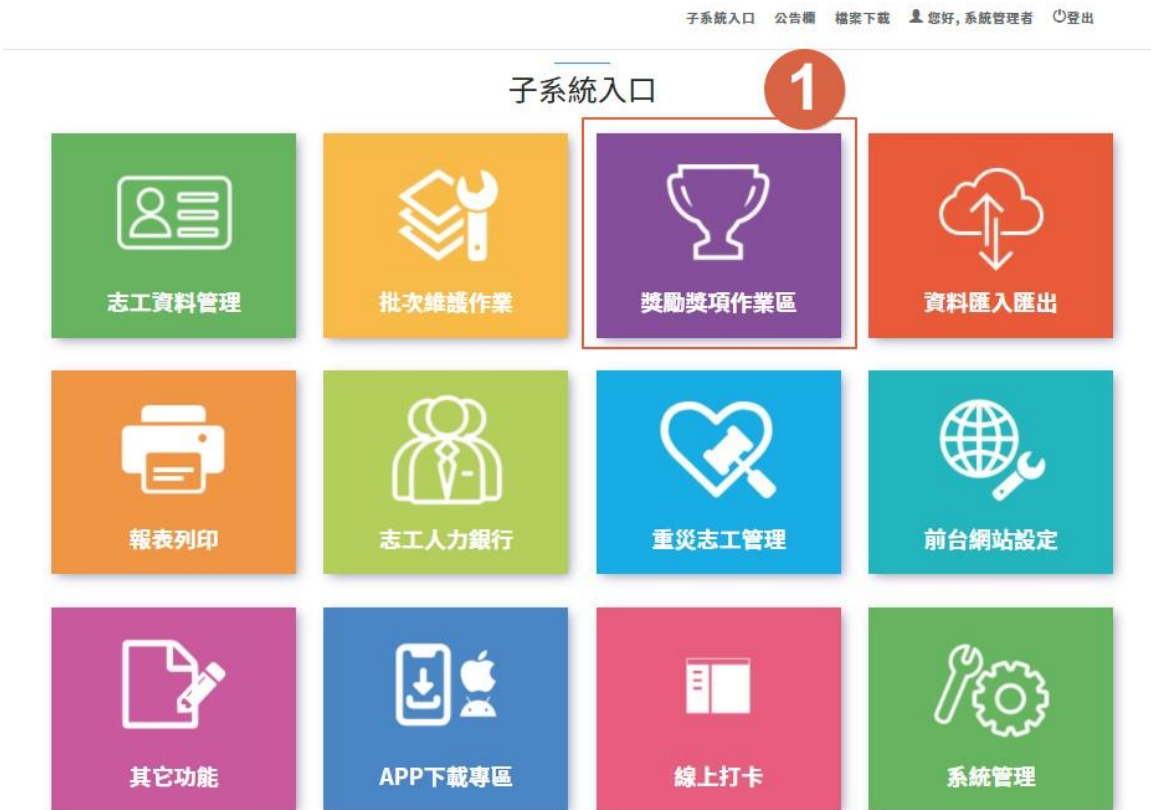 子系統入口 公告欄 檔案下載 您好, 系統管理者 登出
子系統入口
1
志工資料管理 批次維護作業 獎勵獎項作業區 資料匯入匯出
報表列印 志工人力銀行 重災志工管理 前台網站設定
其它功能 APP下載專區 線上打卡 系統管理